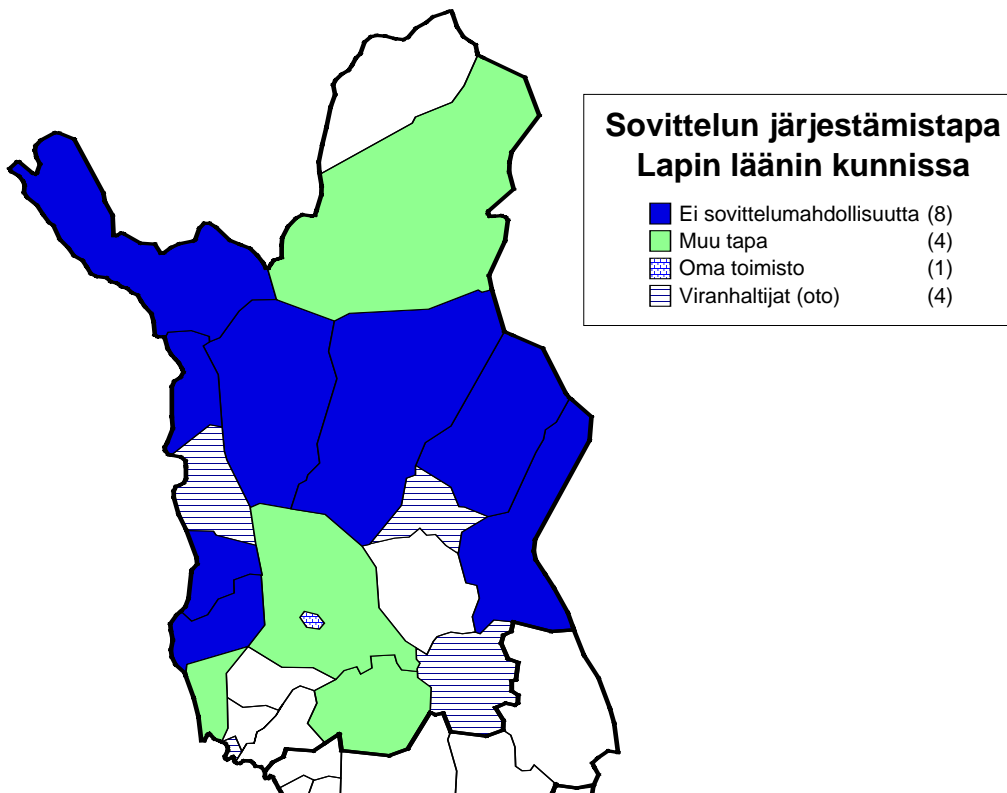 Sovittelun järjestämistapa
Lapin läänin kunnissa
Ei sovittelumahdollisuutta (8)
Muu tapa (4)
Oma toimisto (1)
Viranhaltijat (oto) (4)